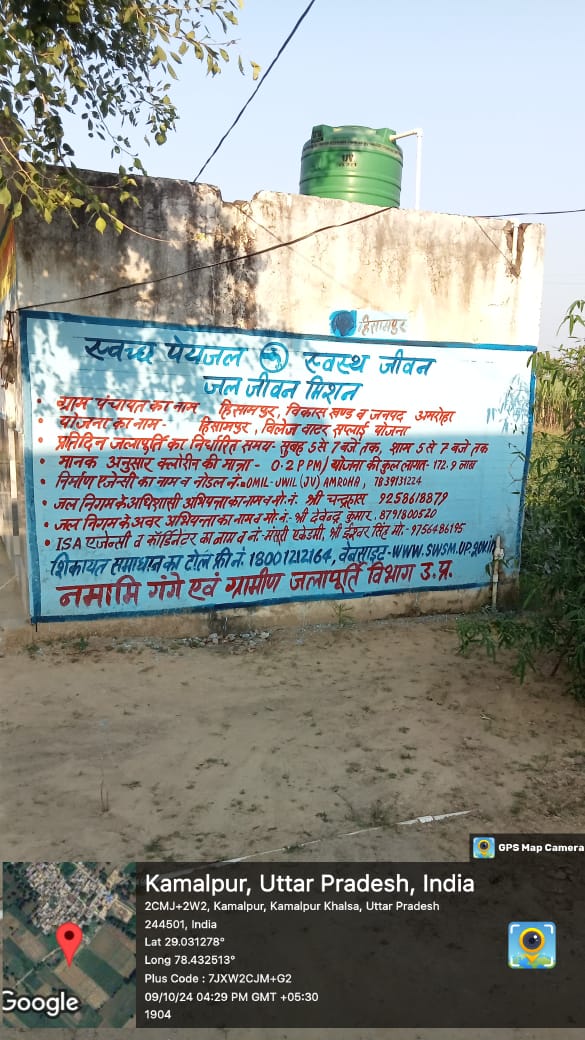 हिसामपुर
स्वच्छ पेयजल स्वस्थ जीवन
जल जीवन मिशन
• ग्राम पंचायत का नाम हिसामपुर, विकास खण्ड व जनपद अमरोहा
• योजना का नाम- हिसामपुर, विलेज वाटर सप्लाई योजना
• प्रतिदिन जलापूर्ति का निर्धारित समय- सुबह 5 से 7 बजे तक, शाम 5 से 7 बजे तक
• मानक अनुसार क्लोरीन की मात्रा- 0.2 PPM/ योजना की कुल लागत- 172.9 लाख
• निर्माण एजेन्सी का नाम व नोडल नं०- OMIL-UWIL (JV) AMROHA, 7839131224
• जल निगम के अधिशासी अभियन्ता का नाम व मो. नं. श्री चन्द्रहास 9258618879
• जल निगम के अवर अभियन्ता का नाम व मो. नं.- श्री देवेन्द्र कुमार, 8791800520
• ISA एजेन्सी व कॉर्डिनेटर का नाम व नं- मंसूरी एकेडमी, श्री ईश्वर सिंह मो.- 9756486195
शिकायत समाधान का टोल फ्री नं. 18001212164, वेवसाइट- WWW.SWSM.UP.GOV.IN
नमामि गंगे एवं ग्रामीण जलापूर्ति विभाग उ.प्र.
GPS Map Camera
Kamalpur, Uttar Pradesh, India
2CMJ+2W2, Kamalpur, Kamalpur Khalsa, Uttar Pradesh
244501, India
Lat 29.031278°
Long 78.432513°
Plus Code : 7JXW2CJM+G2
09/10/24 04:29 PM GMT +05:30
1904
Google